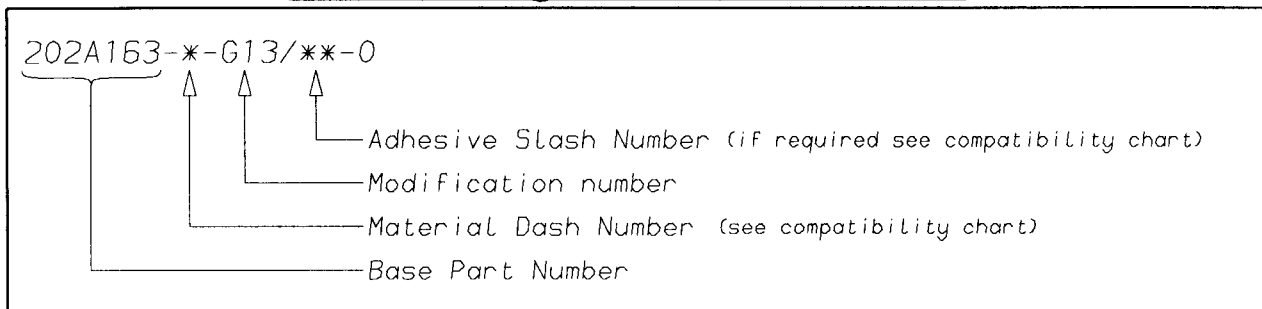 202A163-*-G13/**-0
Adhesive Slash Number (if required see compatibility chart)
Modification number
Material Dash Number (see compatibility chart)
Base Part Number